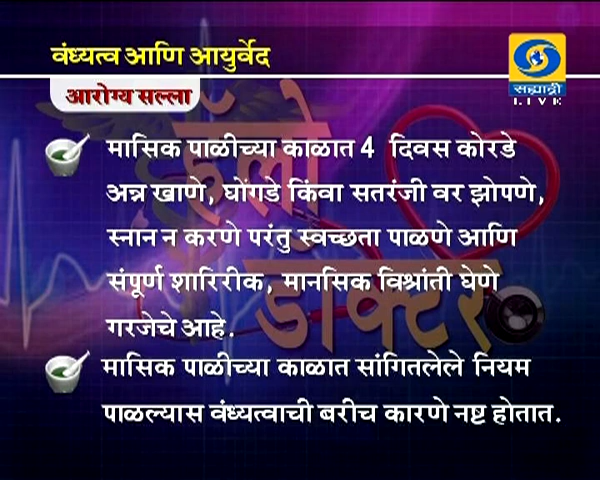 वंध्यत्व आणि आयुर्वेद
सह्याद्री
LIVE
आरोग्य सल्ला
हॅलो
डॉक्टर
मासिक पाळीच्या काळात 4 दिवस कोरडे
अन्न खाणे, घोंगडे किंवा सतरंजी वर झोपणे,
स्नान न करणे परंतु स्वच्छता पाळणे आणि
संपूर्ण शारिरीक, मानसिक विश्रांती घेणे
गरजेचे आहे.
मासिक पाळीच्या काळात सांगितलेले नियम
पाळल्यास वंध्यत्वाची बरीच कारणे नष्ट होतात.